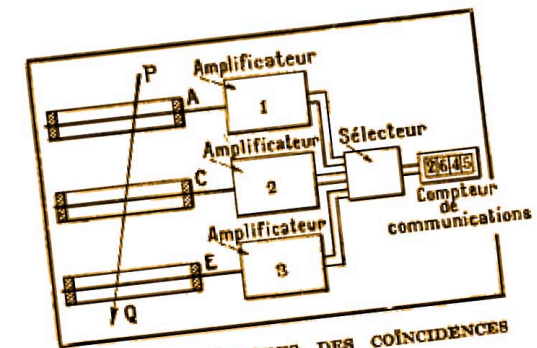 P
Amplificateur
A
1
Sélecteur
Amplificateur
C
2
2645
Compteur
de
communications
Amplificateur
E
3
Q
DES COÏNCIDENCES